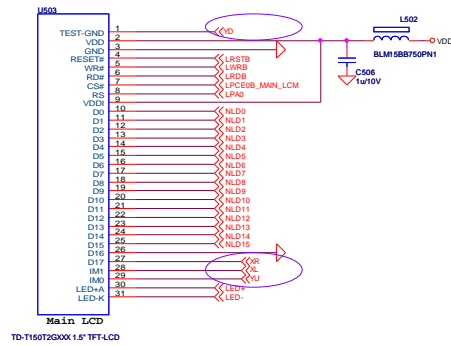 U503
TEST-GND 1 YD
VDD 2
GND 3
RESET# 4 LRSTB
WR# 5 LWRB
RD# 6 LRDB
CS# 7 LPCE0B_MAIN_LCM
RS 8 LPA0
VDDI 9
D0 10 NLD0
D1 11 NLD1
D2 12 NLD2
D3 13 NLD3
D4 14 NLD4
D5 15 NLD5
D6 16 NLD6
D7 17 NLD7
D8 18 NLD8
D9 19 NLD9
D10 20 NLD10
D11 21 NLD11
D12 22 NLD12
D13 23 NLD13
D14 24 NLD14
D15 25 NLD15
D16 26
D17 27 XR
IM1 28 XL
IM0 29 YU
LED+A 30 LED+
LED-K 31 LED-
Main LCD
TD-T150T2GXXX 1.5" TFT-LCD
L502
VDD
BLM15BB750PN1
C506
1u/10V